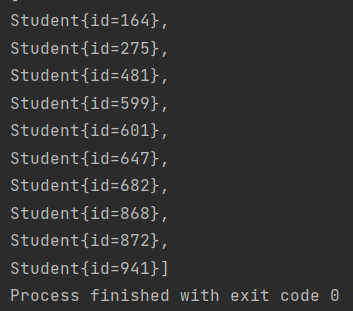 Student{id=164},
Student{id=275},
Student{id=481},
Student{id=599},
Student{id=601},
Student{id=647},
Student{id=682},
Student{id=868},
Student{id=872},
Student{id=941}]
Process finished with exit code 0